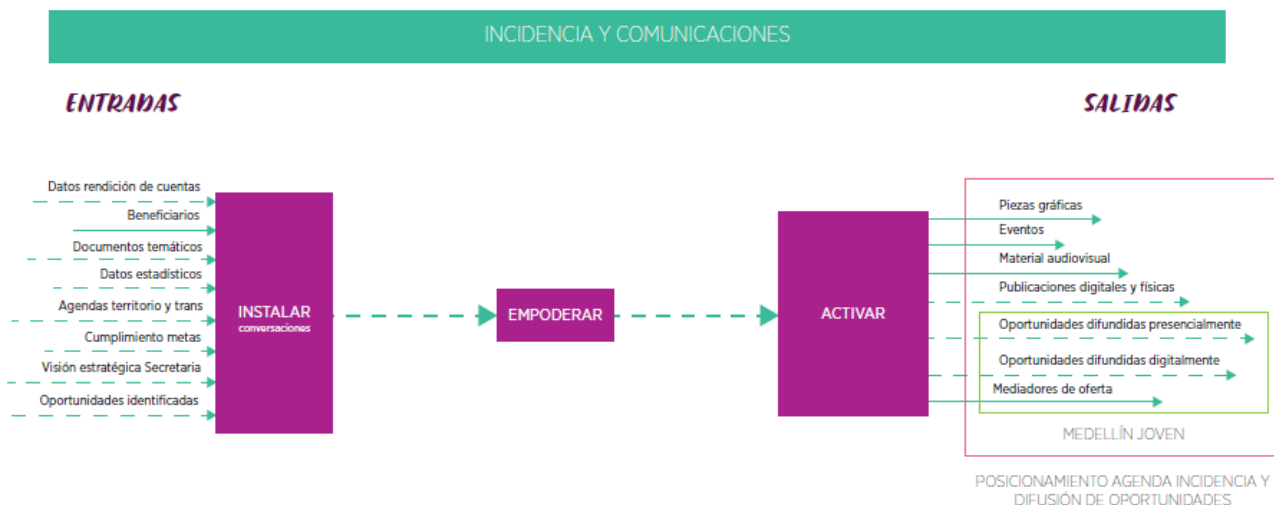 INCIDENCIA Y COMUNICACIONES
ENTRADAS
SALIDAS
Datos rendición de cuentas
Beneficiarios
Documentos temáticos
Datos estadísticos
Agendas territorio y trans
Cumplimiento metas
Visión estratégica Secretaria
Oportunidades identificadas
INSTALAR
conversaciones
EMPODERAR
ACTIVAR
Piezas gráficas
Eventos
Material audiovisual
Publicaciones digitales y físicas
Oportunidades difundidas presencialmente
Oportunidades difundidas digitalmente
Mediadores de oferta
MEDELLÍN JOVEN
POSICIONAMIENTO AGENDA INCIDENCIA Y
DIFUSIÓN DE OPORTUNIDADES